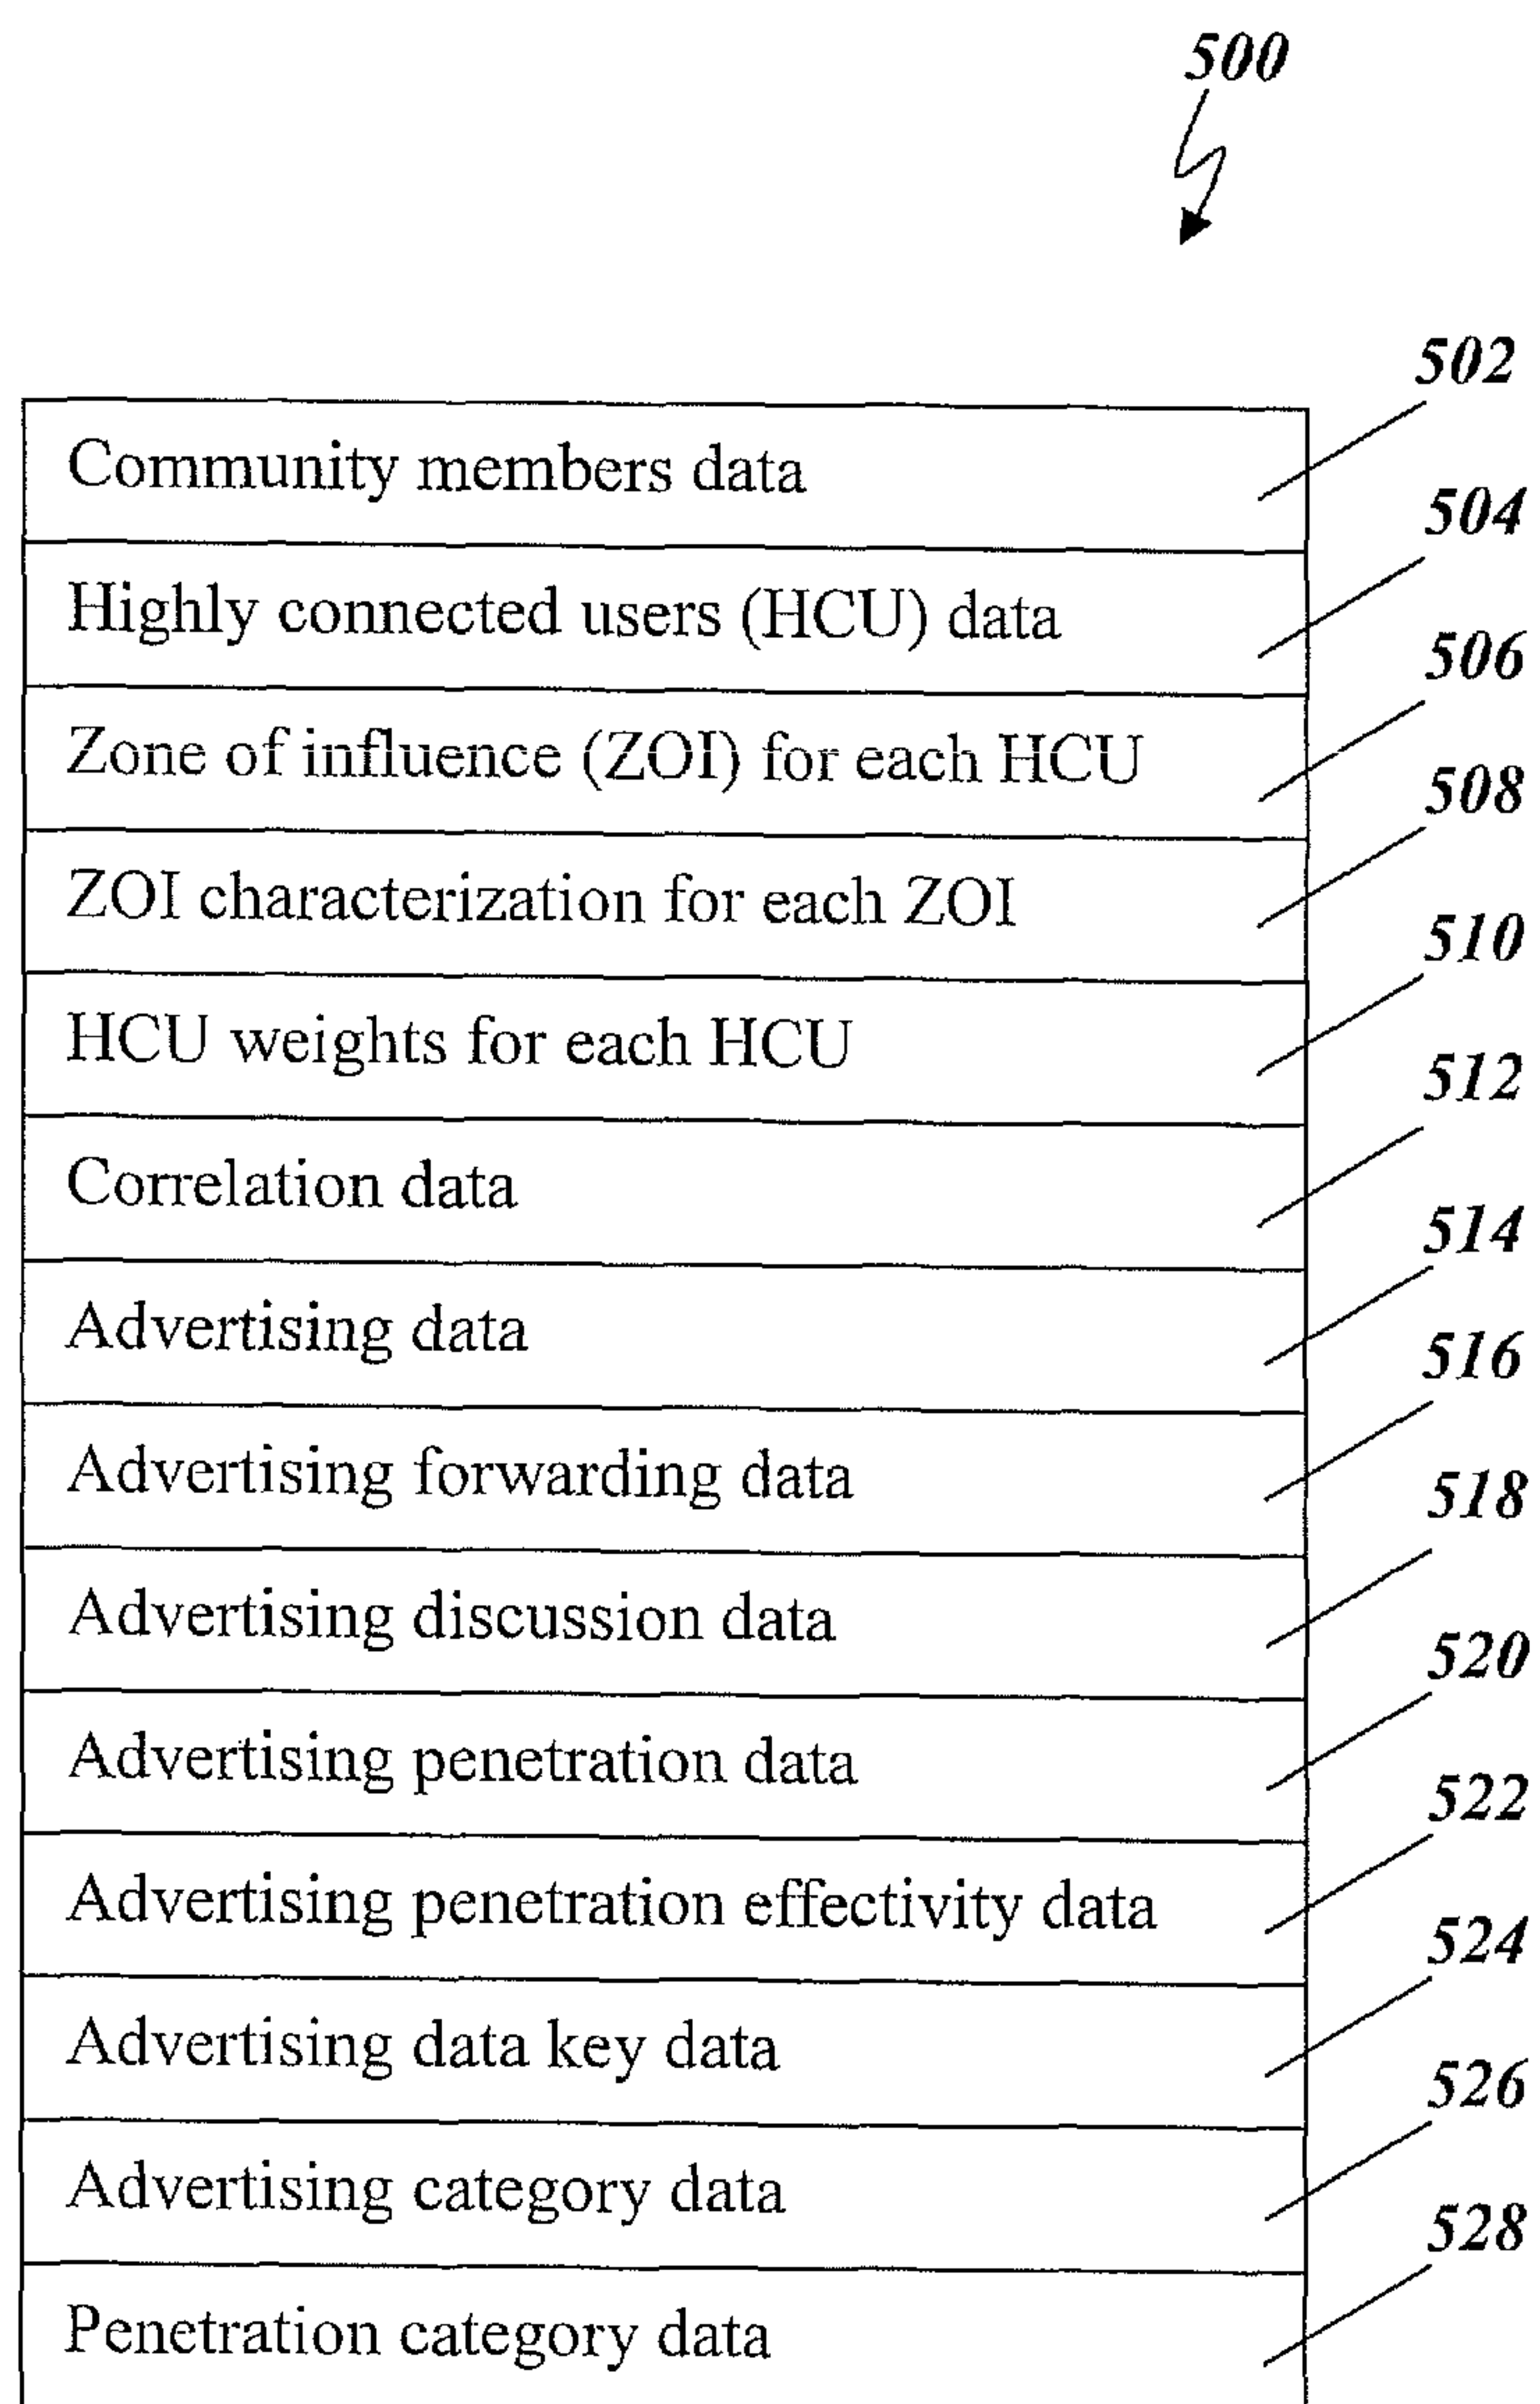 500
502
Community members data
504
Highly connected users (HCU) data
506
Zone of influence (ZOI) for each HCU
508
ZOI characterization for each ZOI
510
HCU weights for each HCU
512
Correlation data
514
Advertising data
516
Advertising forwarding data
518
Advertising discussion data
520
Advertising penetration data
522
Advertising penetration effectivity data
524
Advertising data key data
526
Advertising category data
528
Penetration category data